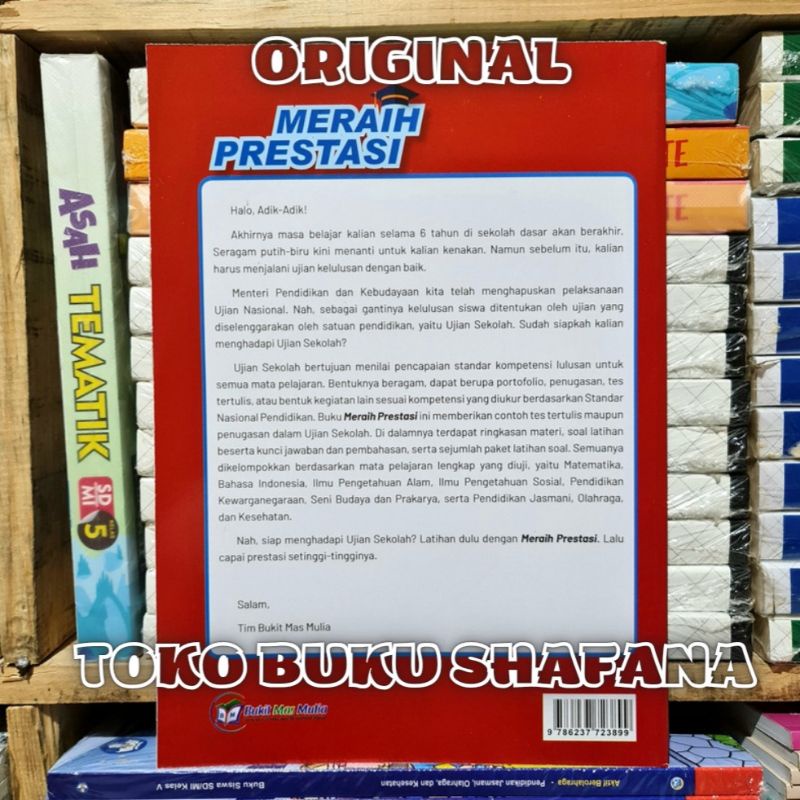 ORIGINAL
MERAIH
PRESTASI
Halo, Adik-Adik!
Akhirnya masa belajar kalian selama 6 tahun di sekolah dasar akan berakhir.
Seragam putih-biru kini menanti untuk kalian kenakan. Namun sebelum itu, kalian
harus menjalani ujian kelulusan dengan baik.
Menteri Pendidikan dan Kebudayaan kita telah menghapuskan pelaksanaan
Ujian Nasional. Nah, sebagai gantinya kelulusan siswa ditentukan oleh ujian yang
diselenggarakan oleh satuan pendidikan, yaitu Ujian Sekolah. Sudah siapkah kalian
menghadapi Ujian Sekolah?
Ujian Sekolah bertujuan menilai pencapaian standar kompetensi lulusan untuk
semua mata pelajaran. Bentuknya beragam, dapat berupa portofolio, penugasan, tes
tertulis, atau bentuk kegiatan lain sesuai kompetensi yang diukur berdasarkan Standar
Nasional Pendidikan. Buku Meraih Prestasi ini memberikan contoh tes tertulis maupun
penugasan dalam Ujian Sekolah. Di dalamnya terdapat ringkasan materi, soal latihan
beserta kunci jawaban dan pembahasan, serta sejumlah paket latihan soal. Semuanya
dikelompokkan berdasarkan mata pelajaran lengkap yang diuji, yaitu Matematika,
Bahasa Indonesia, Ilmu Pengetahuan Alam, Ilmu Pengetahuan Sosial, Pendidikan
Kewarganegaraan, Seni Budaya dan Prakarya, serta Pendidikan Jasmani, Olahraga,
dan Kesehatan.
Nah, siap menghadapi Ujian Sekolah? Latihan dulu dengan Meraih Prestasi. Lalu
capai prestasi setinggi-tingginya.
Salam,
Tim Bukit Mas Mulia
TOKO BUKU SHAFANA
Bukit Mas Mulia
9 786237 723899
ASAH TEMATIK
SD
MI
KELAS
5
TE
Buku Siswa SD/MI Kelas V
Aktif Berolahraga - Pendidikan Jasmani, Olahraga, dan Kesehatan